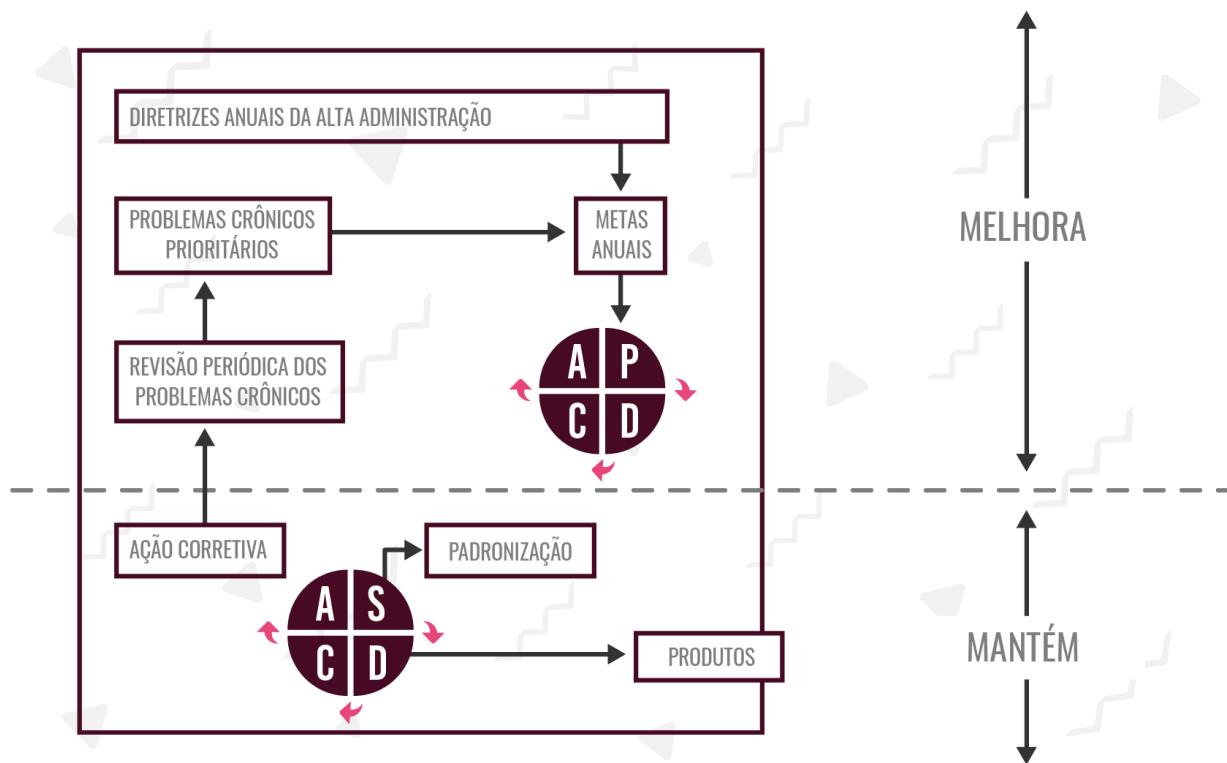 DIRETRIZES ANUAIS DA ALTA ADMINISTRAÇÃO
PROBLEMAS CRÔNICOS
PRIORITÁRIOS
METAS
ANUAIS
MELHORA
REVISÃO PERIÓDICA DOS
PROBLEMAS CRÔNICOS
A P
C D
AÇÃO CORRETIVA
PADRONIZAÇÃO
A S
C D
PRODUTOS
MANTÉM